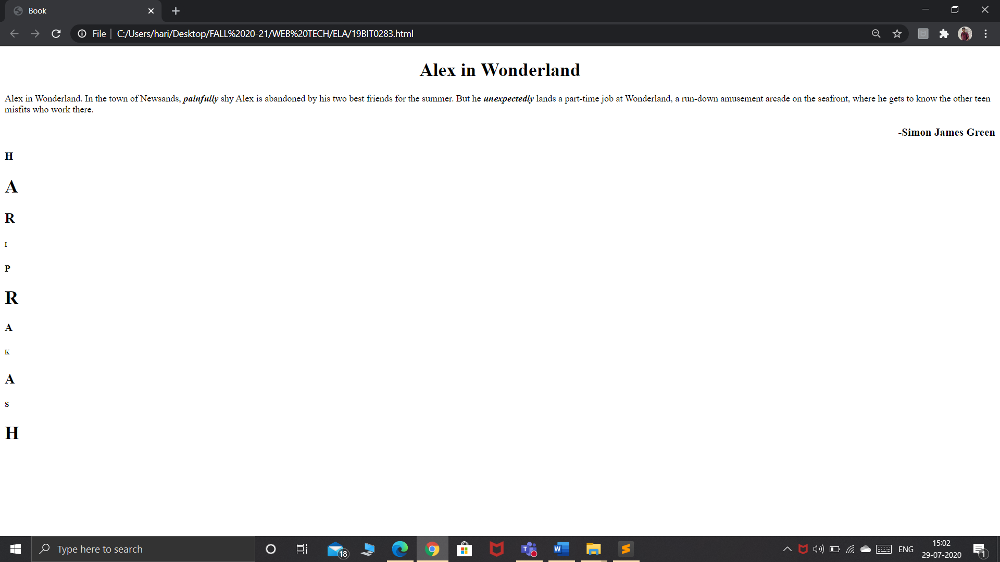 Book
File
C:/Users/hari/Desktop/FALL%2020-21/WEB%20TECH/ELA/19BIT0283.html
Alex in Wonderland
Alex in Wonderland. In the town of Newsands, painfully shy Alex is abandoned by his two best friends for the summer. But he unexpectedly lands a part-time job at Wonderland, a run-down amusement arcade on the seafront, where he gets to know the other teen
misfits who work there.
-Simon James Green
H
A
R
I
P
R
A
K
A
S
H
Type here to search
18
ENG
15:02
29-07-2020
1